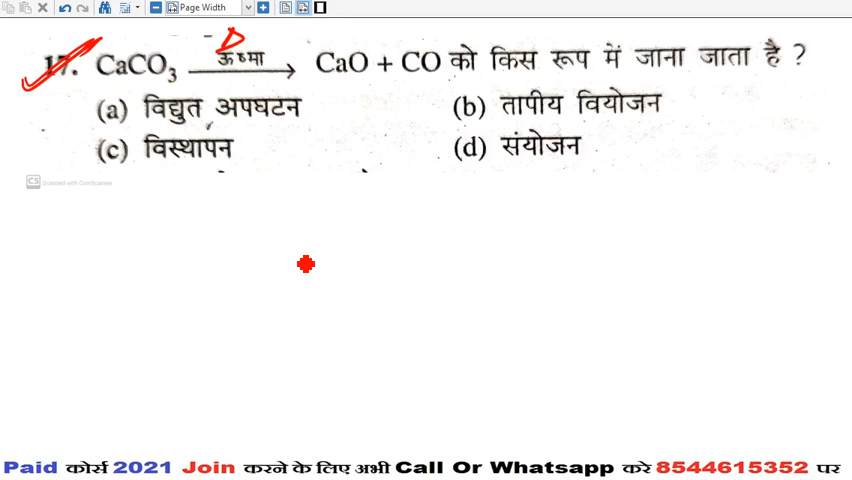 Page Width
17. CaCO3 ऊष्मा → CaO + CO को किस रूप में जाना जाता है ?
(a) विद्युत अपघटन (b) तापीय वियोजन
(c) विस्थापन (d) संयोजन
CS Scanned with CamScanner
Paid कोर्स 2021 Join करने के लिए अभी Call Or Whatsapp करे 8544615352 पर